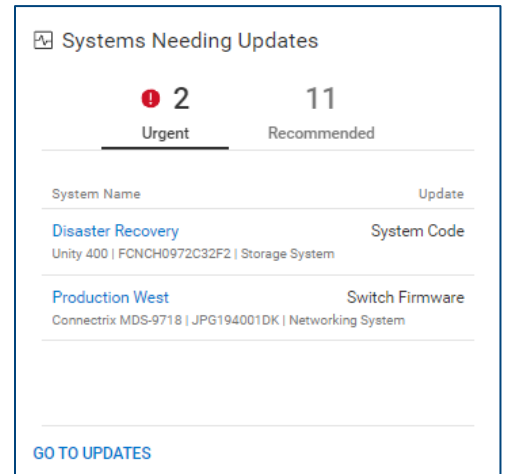 Systems Needing Updates
2 11
Urgent Recommended
System Name Update
Disaster Recovery System Code
Unity 400 | FCNCH0972C32F2 | Storage System
Production West Switch Firmware
Connectrix MDS-9718 | JPG194001DK | Networking System
GO TO UPDATES